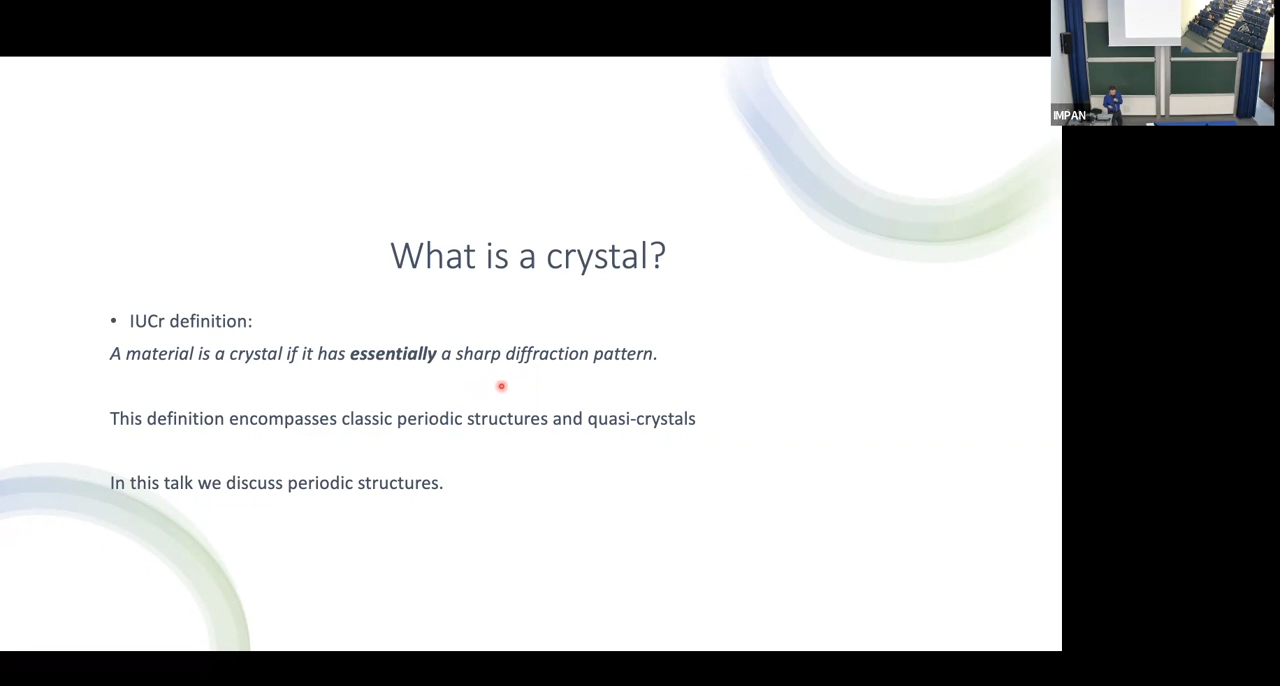 IMPAN
What is a crystal?
• IUCr definition:
A material is a crystal if it has essentially a sharp diffraction pattern.
This definition encompasses classic periodic structures and quasi-crystals
In this talk we discuss periodic structures.